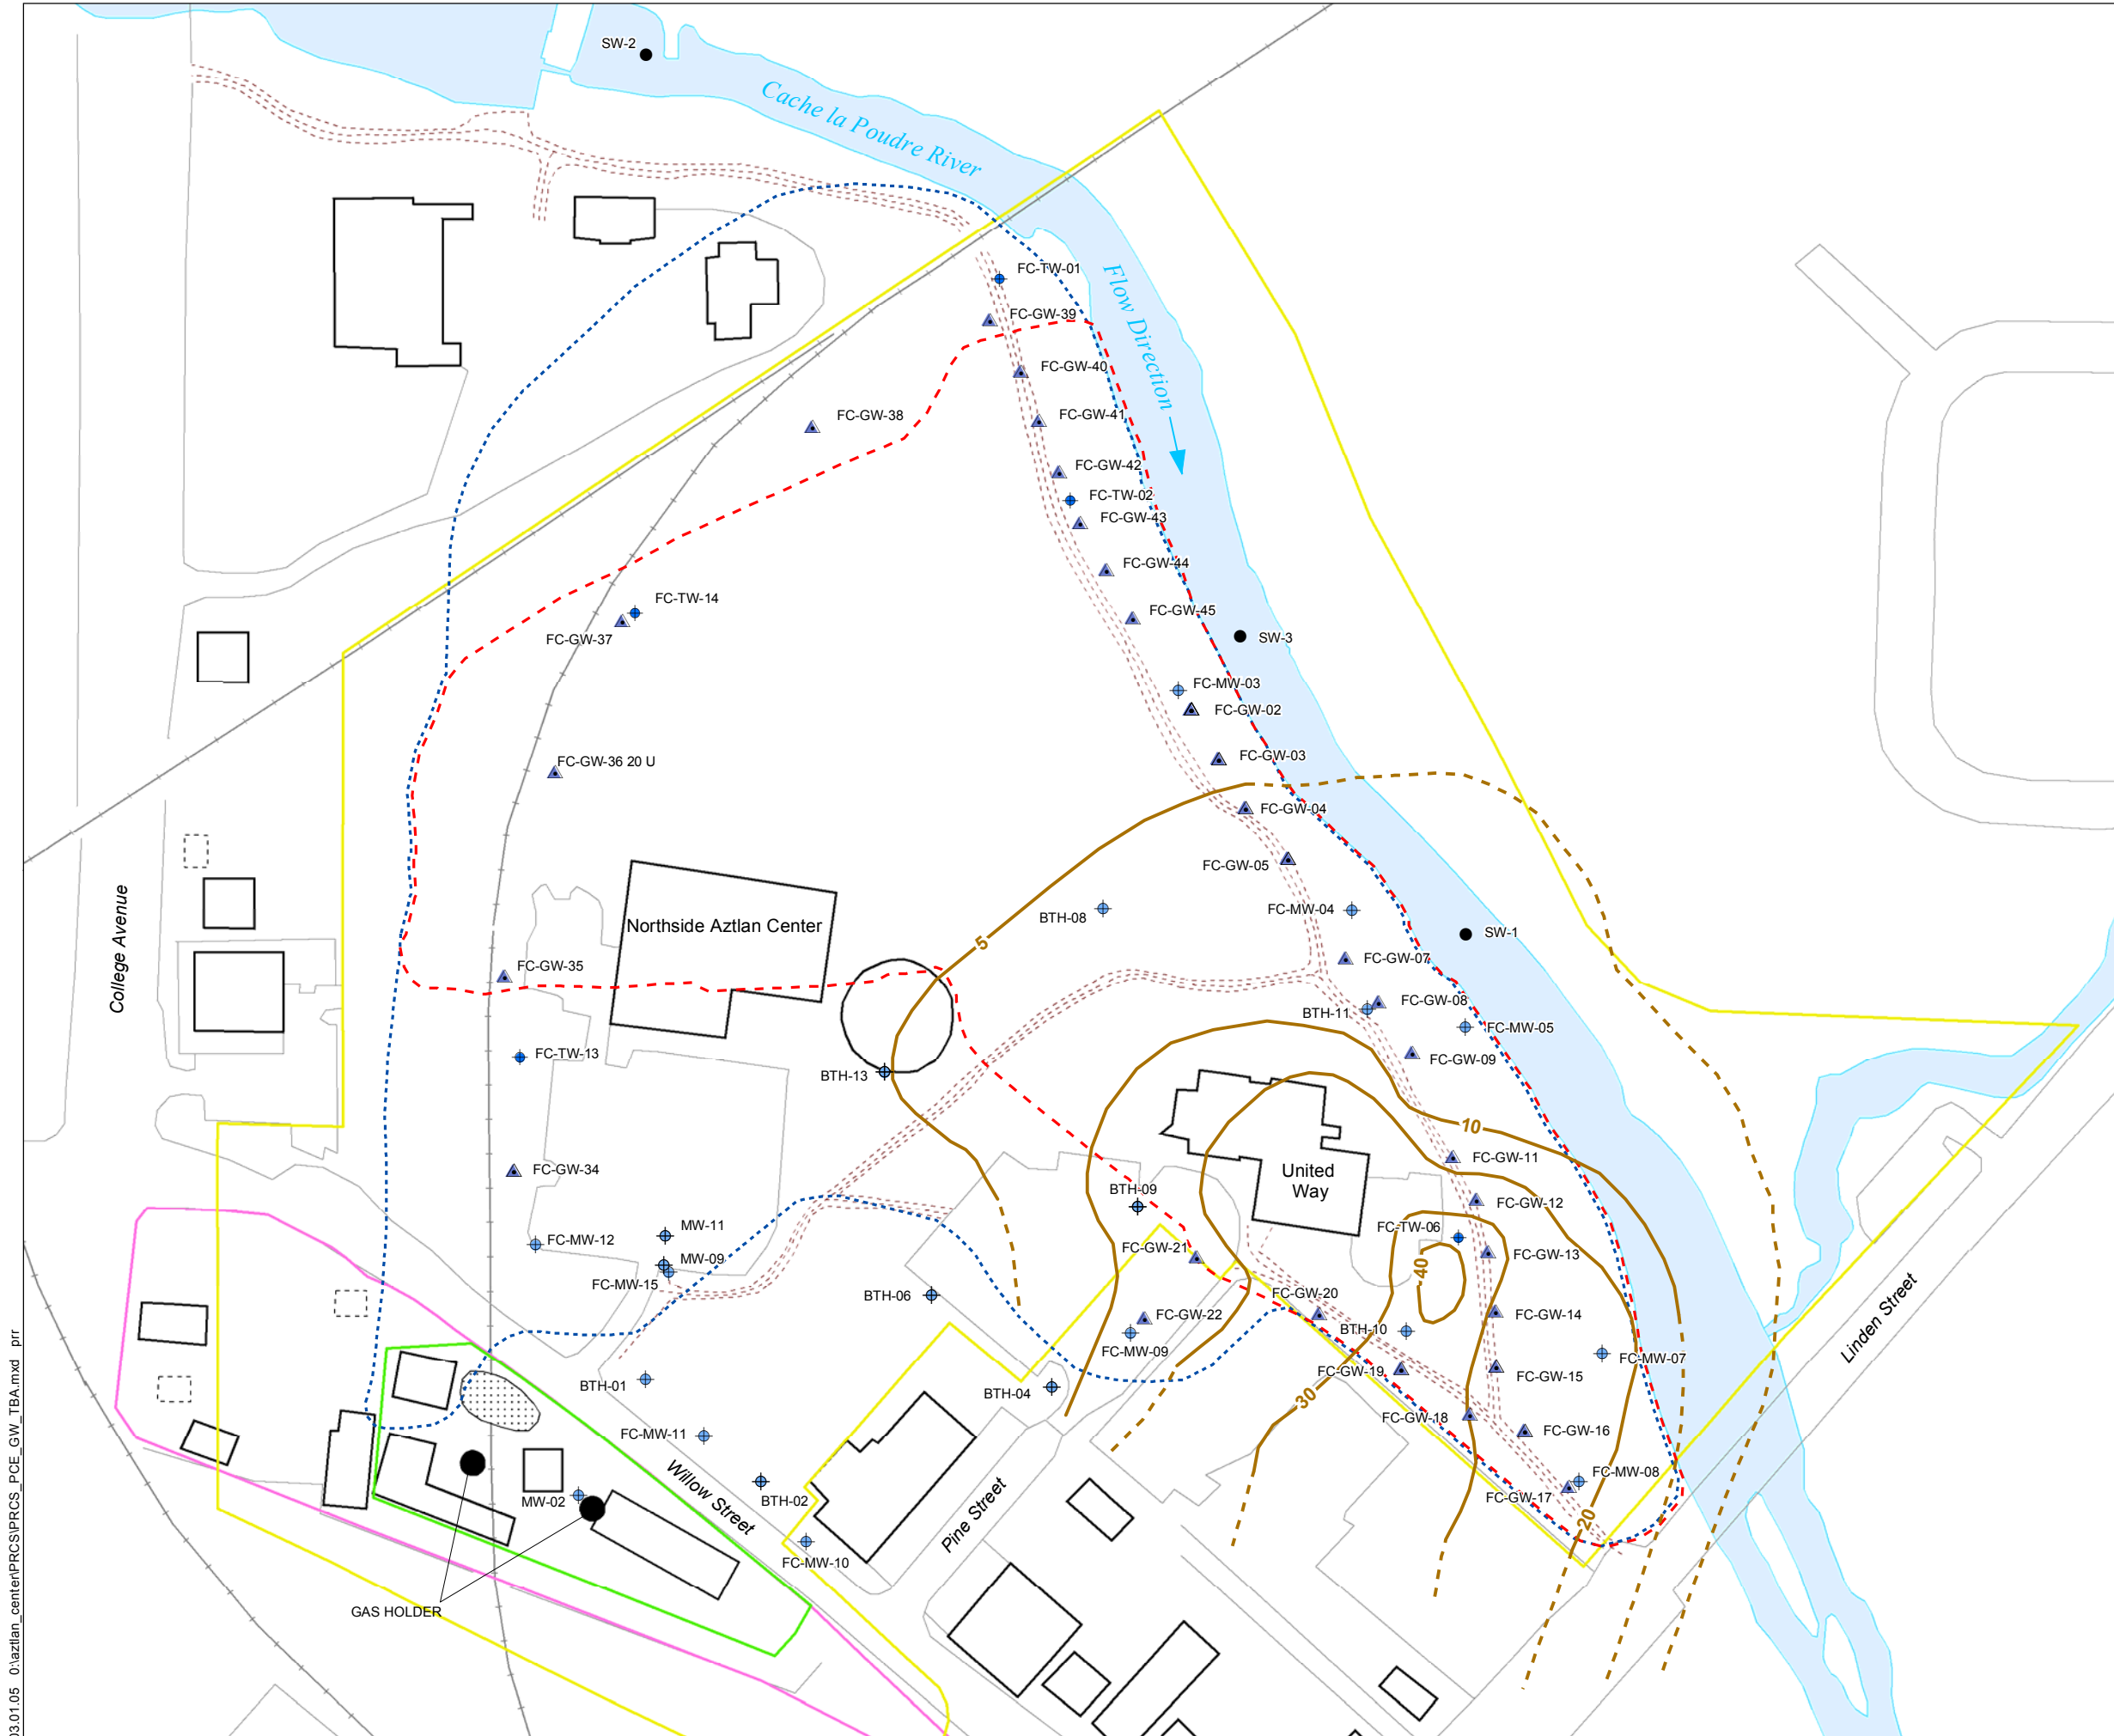 SW-2
Cache la Poudre River
FC-TW-01
Flow Direction
FC-GW-39
FC-GW-40
FC-GW-38
FC-GW-41
FC-GW-42
FC-TW-02
FC-GW-43
FC-GW-44
FC-TW-14
FC-GW-45
FC-GW-37
SW-3
FC-MW-03
FC-GW-02
FC-GW-03
FC-GW-36 20 U
FC-GW-04
FC-GW-05
College Avenue
Northside Aztlan Center
5
BTH-08
FC-MW-04
SW-1
FC-GW-35
FC-GW-07
FC-GW-08
BTH-11
FC-MW-05
FC-TW-13
FC-GW-09
BTH-13
10
FC-GW-34
FC-GW-11
United
Way
BTH-09
FC-GW-12
MW-11
FC-TW-06
FC-MW-12
FC-GW-21
FC-GW-13
MW-09
40
FC-MW-15
BTH-06
FC-GW-20
FC-GW-22
FC-GW-14
BTH-10
Linden Street
FC-MW-09
FC-MW-07
FC-GW-19
FC-GW-15
BTH-01
BTH-04
30
FC-GW-18
FC-MW-11
FC-GW-16
Willow Street
FC-MW-08
MW-02
BTH-02
Pine Street
FC-GW-17
20
FC-MW-10
GAS HOLDER
03.01.05 0:\aztlan_center\PRCS\PRCS_PCE_GW_TBA.mxd prr